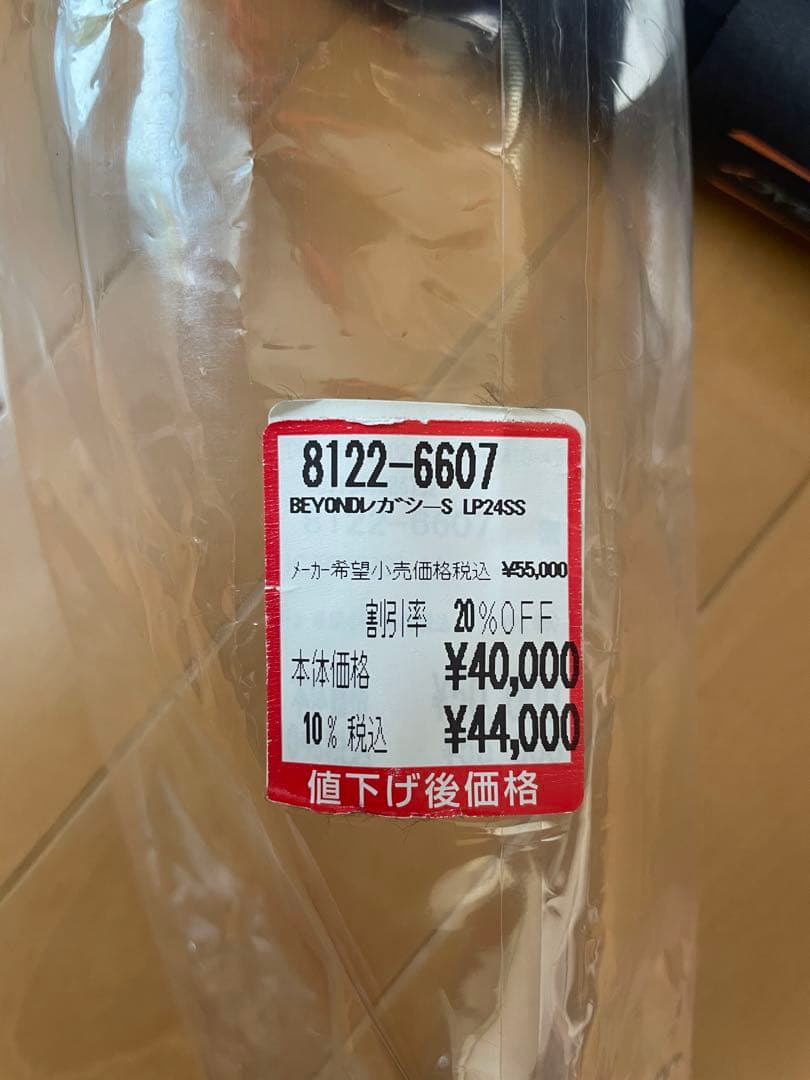 8122-6607
BEYONDレガシーS LP24SS
メーカー希望小売価格税込 ¥55,000
割引率 20%OFF
本体価格 ¥40,000
10% 税込 ¥44,000
値下げ後価格